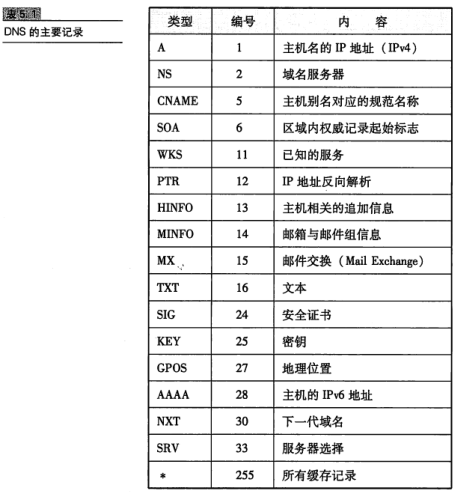 表5.1
DNS 的主要记录
类型 编号 内 容
A 1 主机名的 IP 地址（IPv4）
NS 2 域名服务器
CNAME 5 主机别名对应的规范名称
SOA 6 区域内权威记录起始标志
WKS 11 已知的服务
PTR 12 IP 地址反向解析
HINFO 13 主机相关的追加信息
MINFO 14 邮箱与邮件组信息
MX 15 邮件交换（Mail Exchange）
TXT 16 文本
SIG 24 安全证书
KEY 25 密钥
GPOS 27 地理位置
AAAA 28 主机的 IPv6 地址
NXT 30 下一代域名
SRV 33 服务器选择
* 255 所有缓存记录